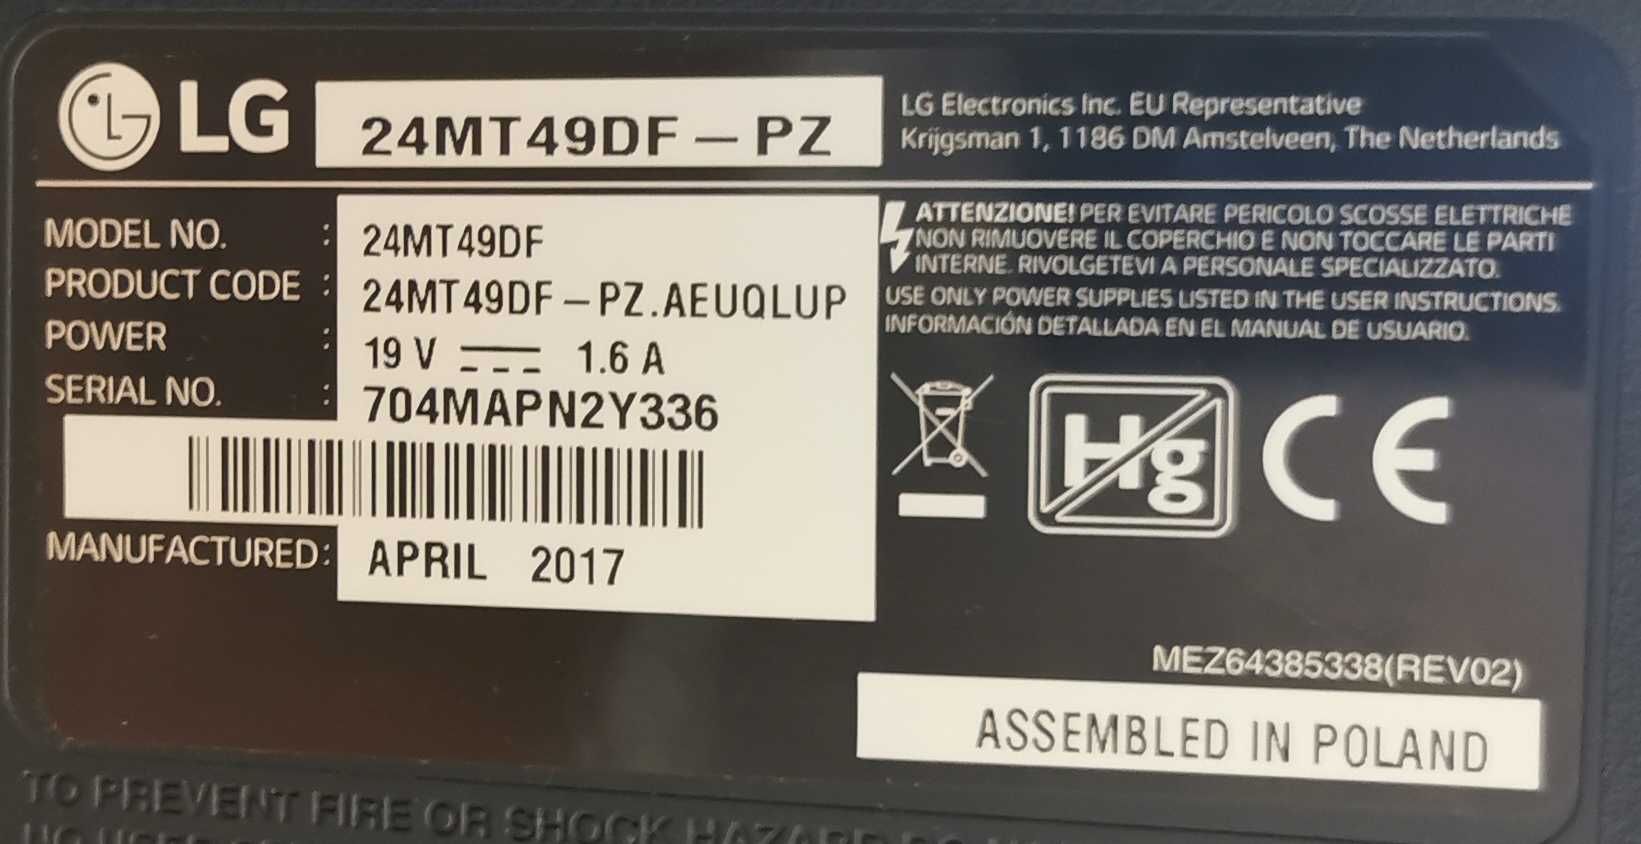 LG 24MT49DF-PZ
LG Electronics Inc. EU Representative
Krijgsman 1, 1186 DM Amstelveen, The Netherlands
MODEL NO. : 24MT49DF
PRODUCT CODE : 24MT49DF-PZ.AEUQLUP
POWER : 19 V 1.6 A
SERIAL NO. : 704MAPN2Y336
MANUFACTURED: APRIL 2017
ATTENZIONE! PER EVITARE PERICOLO SCOSSE ELETTRICHE
NON RIMUOVERE IL COPERCHIO E NON TOCCARE LE PARTI
INTERNE. RIVOLGETEVI A PERSONALE SPECIALIZZATO.
USE ONLY POWER SUPPLIES LISTED IN THE USER INSTRUCTIONS.
INFORMACIÓN DETALLADA EN EL MANUAL DE USUARIO.
Hg CE
MEZ64385338(REV02)
ASSEMBLED IN POLAND
TO PREVENT FIRE OR SHOCK HAZARD